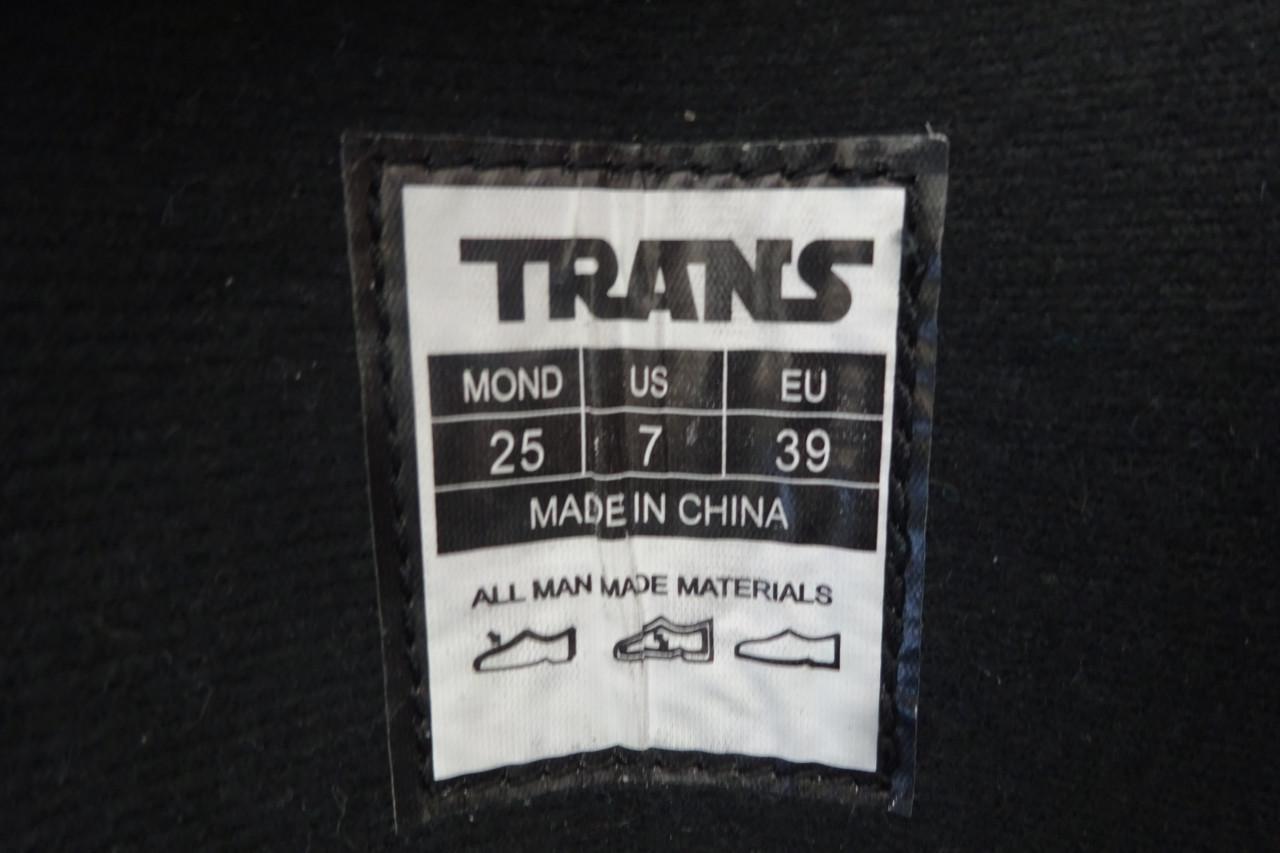 TRANS
MOND US EU
25 7 39
MADE IN CHINA
ALL MAN MADE MATERIALS